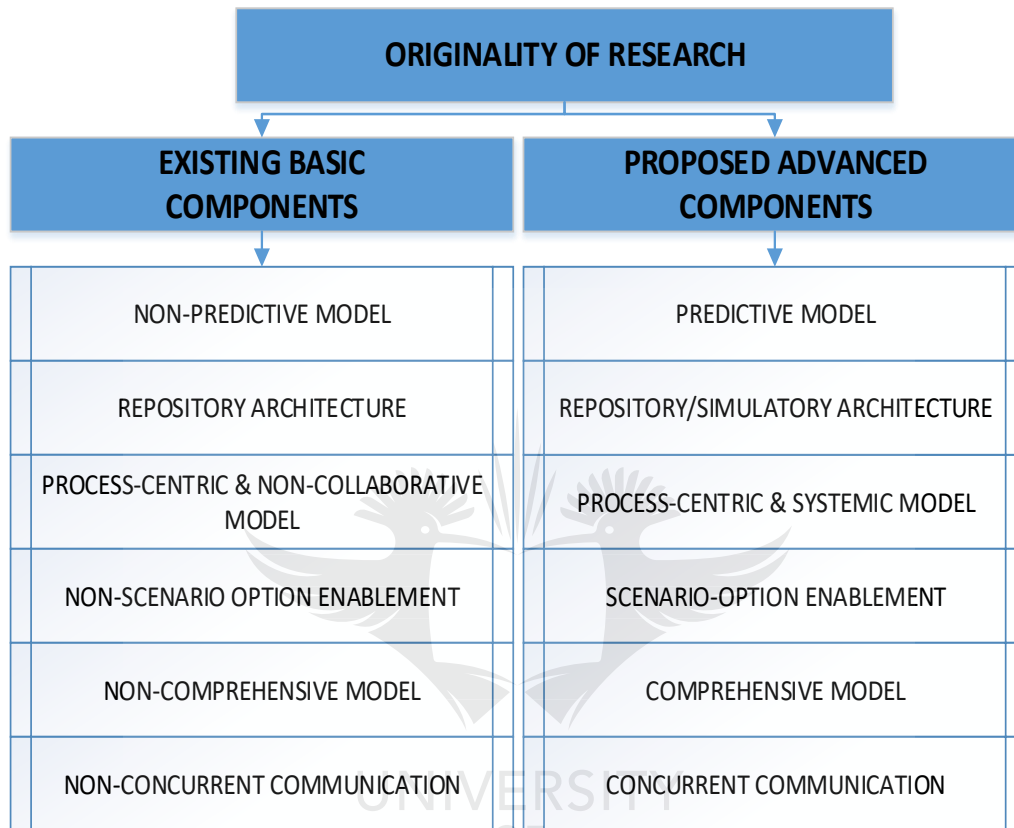 ORIGINALITY OF RESEARCH
EXISTING BASIC
COMPONENTS
PROPOSED ADVANCED
COMPONENTS
NON-PREDICTIVE MODEL
PREDICTIVE MODEL
REPOSITORY ARCHITECTURE
REPOSITORY/SIMULATORY ARCHITECTURE
PROCESS-CENTRIC & NON-COLLABORATIVE
MODEL
PROCESS-CENTRIC & SYSTEMIC MODEL
NON-SCENARIO OPTION ENABLEMENT
SCENARIO-OPTION ENABLEMENT
NON-COMPREHENSIVE MODEL
COMPREHENSIVE MODEL
NON-CONCURRENT COMMUNICATION
CONCURRENT COMMUNICATION
UNIVERSITY